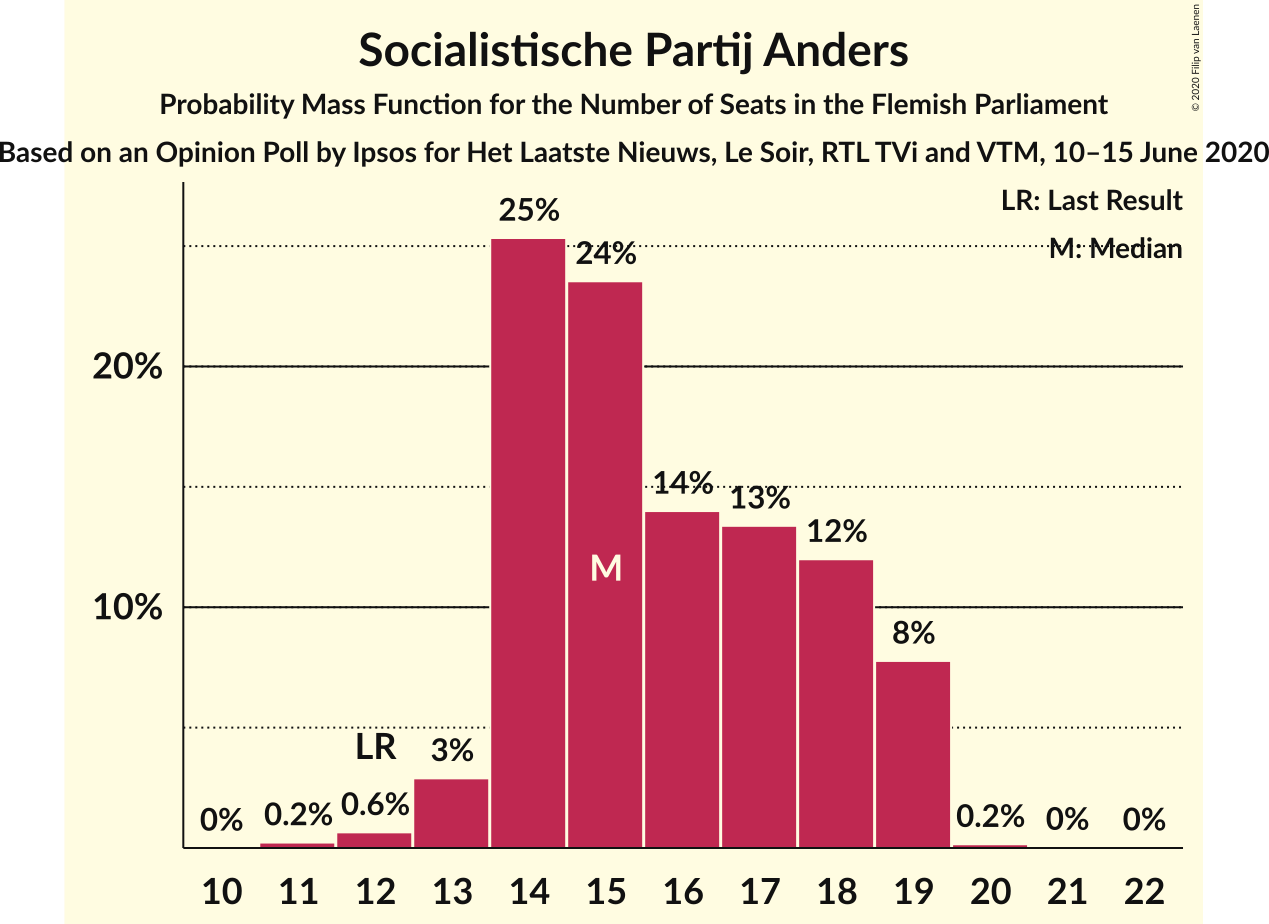 Socialistische Partij Anders
Probability Mass Function for the Number of Seats in the Flemish Parliament
Based on an Opinion Poll by Ipsos for Het Laatste Nieuws, Le Soir, RTL TVi and VTM, 10–15 June 2020
© 2020 Filip van Laenen
LR: Last Result
M: Median
25%
24%
20%
14%
13%
12%
M
10%
8%
LR
3%
0%
0.2%
0.6%
0.2%
0%
0%
10 11 12 13 14 15 16 17 18 19 20 21 22